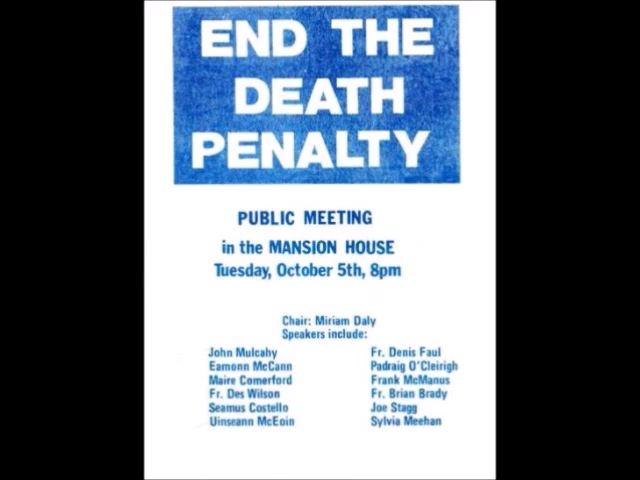 END THE
DEATH
PENALTY
PUBLIC MEETING
in the MANSION HOUSE
Tuesday, October 5th, 8pm
Chair: Miriam Daly
Speakers include:
John Mulcahy
Eamonn McCann
Maire Comerford
Fr. Des Wilson
Seamus Costello
Uinseann McEoin
Fr. Denis Faul
Padraig O'Cleirigh
Frank McManus
Fr. Brian Brady
Joe Stagg
Sylvia Meehan